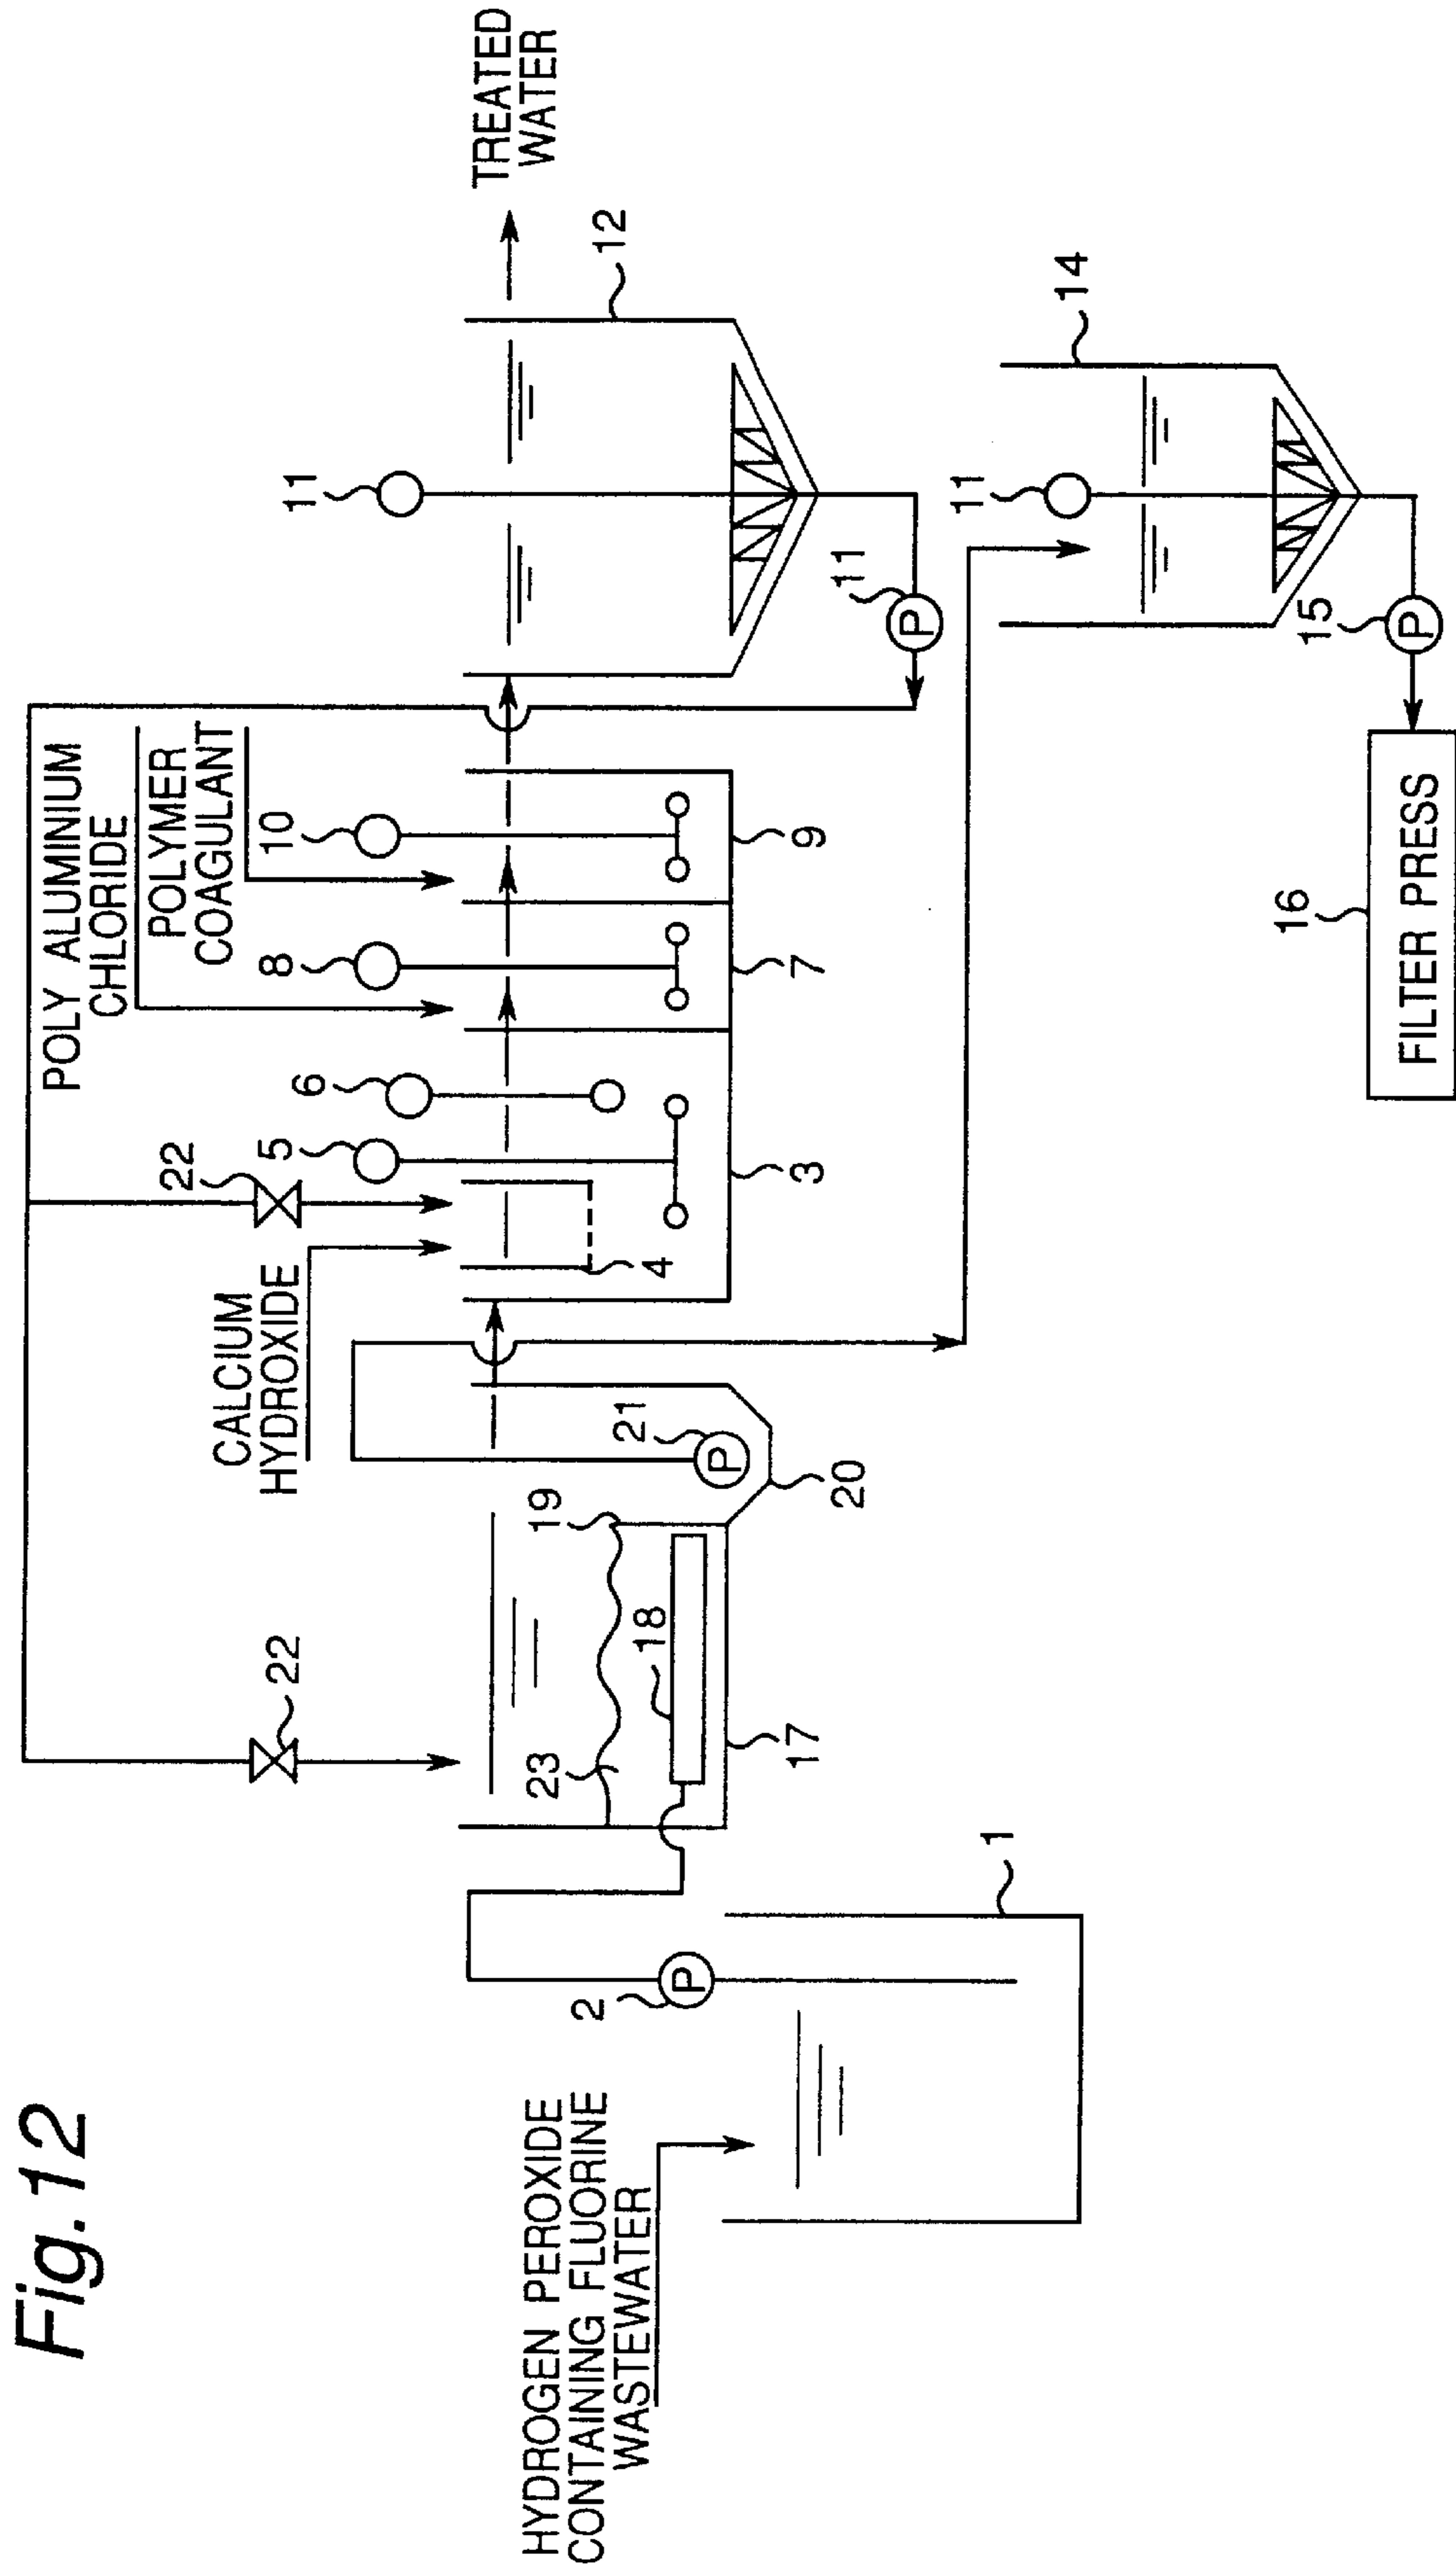 Fig. 12
HYDROGEN PEROXIDE
CONTAINING FLUORINE
WASTEWATER
1
2
P
22
23
17
18
19
20
21
P
CALCIUM
HYDROXIDE
22
4
3
5
6
POLY ALUMINIUM
CHLORIDE
POLYMER
COAGULANT
8
7
10
9
11
11
P
12
TREATED
WATER
11
14
15
P
16
FILTER PRESS